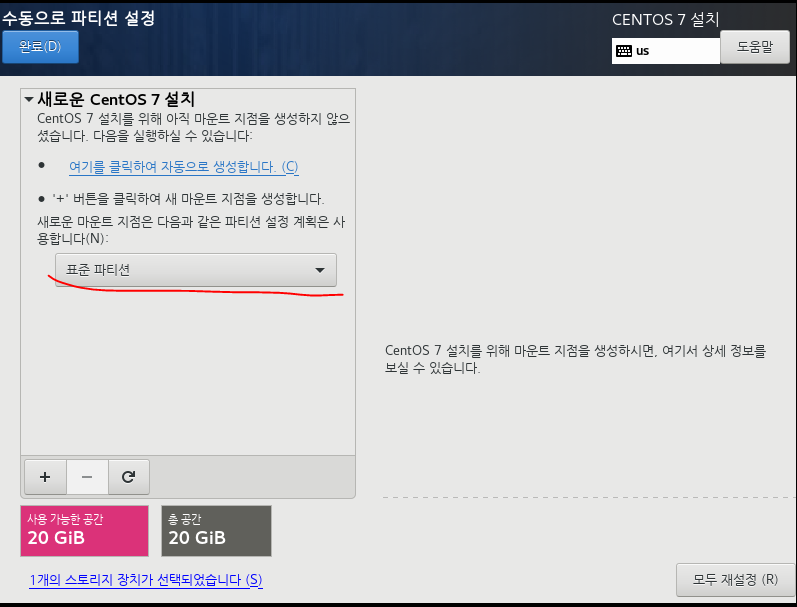 수동으로 파티션 설정
CENTOS 7 설치
완료(D)
us
도움말
새로운 CentOS 7 설치
CentOS 7 설치를 위해 아직 마운트 지점을 생성하지 않으
셨습니다. 다음을 실행하실 수 있습니다:
여기를 클릭하여 자동으로 생성합니다. (C)
'+' 버튼을 클릭하여 새 마운트 지점을 생성합니다.
새로운 마운트 지점은 다음과 같은 파티션 설정 계획은 사
용합니다(N):
표준 파티션
CentOS 7 설치를 위해 마운트 지점을 생성하시면, 여기서 상세 정보를
보실 수 있습니다.
사용 가능한 공간
20 GiB
총 공간
20 GiB
1개의 스토리지 장치가 선택되었습니다 (S)
모두 재설정 (R)